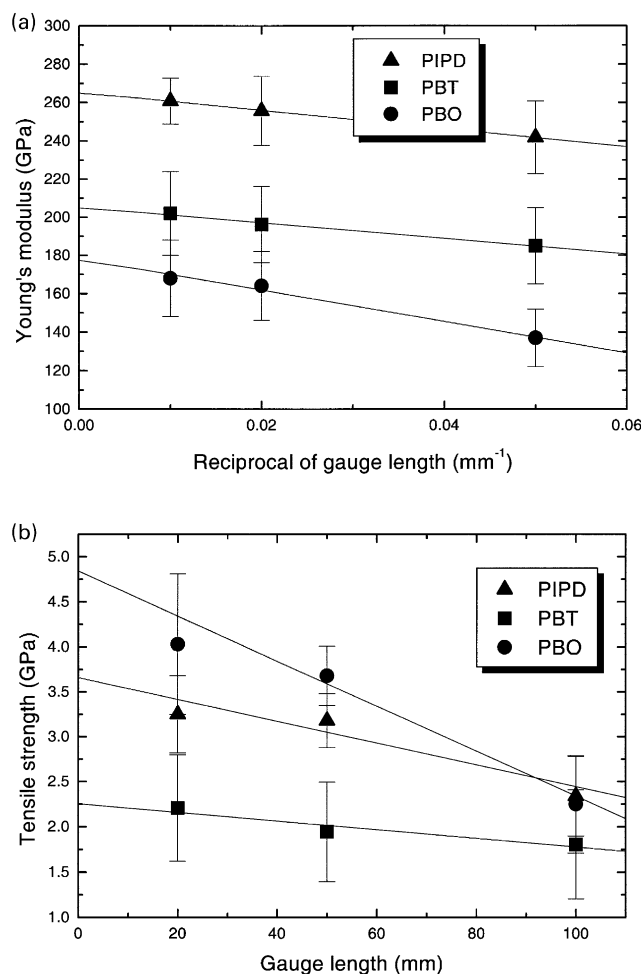 (a)
300
280
260
240
220
200
180
160
140
120
100
Young's modulus (GPa)
PIPD
PBT
PBO
0.00
0.02
0.04
0.06
Reciprocal of gauge length (mm⁻¹)
(b)
5.0
4.5
4.0
3.5
3.0
2.5
2.0
1.5
1.0
Tensile strength (GPa)
PIPD
PBT
PBO
0
20
40
60
80
100
Gauge length (mm)